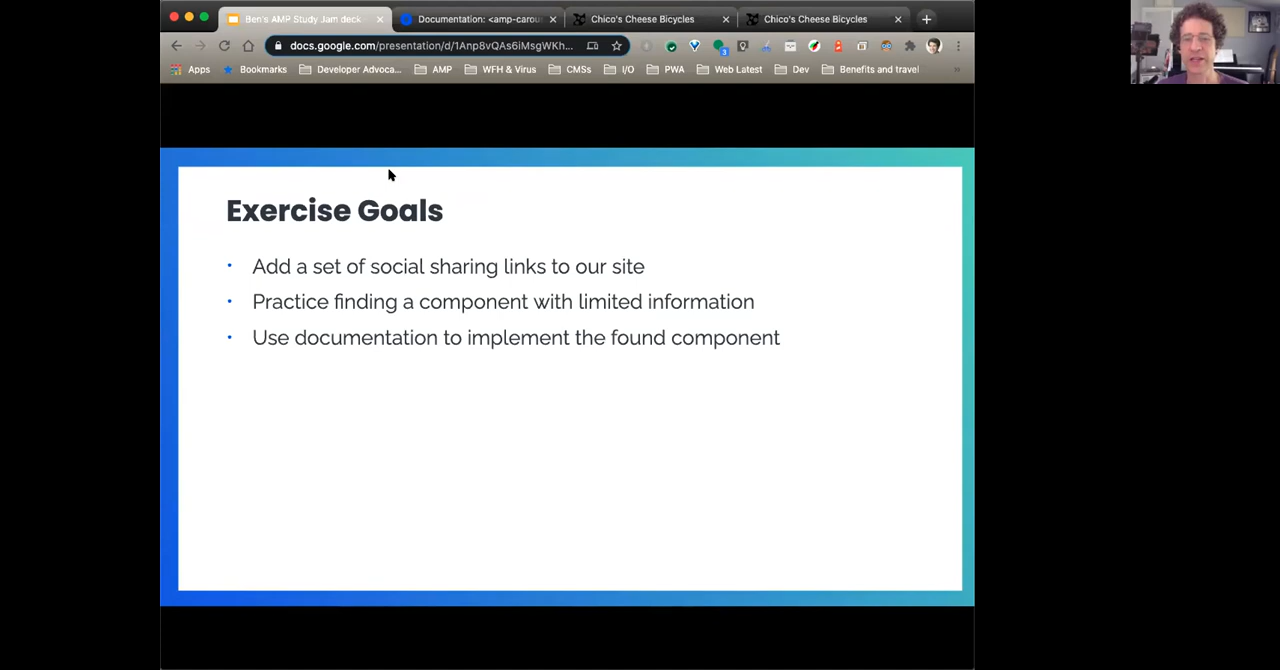 Ben's AMP Study Jam deck
Documentation: <amp-carou
Chico's Cheese Bicycles
Chico's Cheese Bicycles
docs.google.com/presentation/d/1Anp8vQAs6iMsgWKh...
3
Apps
Bookmarks
Developer Advoca...
AMP
WFH & Virus
CMSs
I/O
PWA
Web Latest
Dev
Benefits and travel
»
Exercise Goals
• Add a set of social sharing links to our site
• Practice finding a component with limited information
• Use documentation to implement the found component